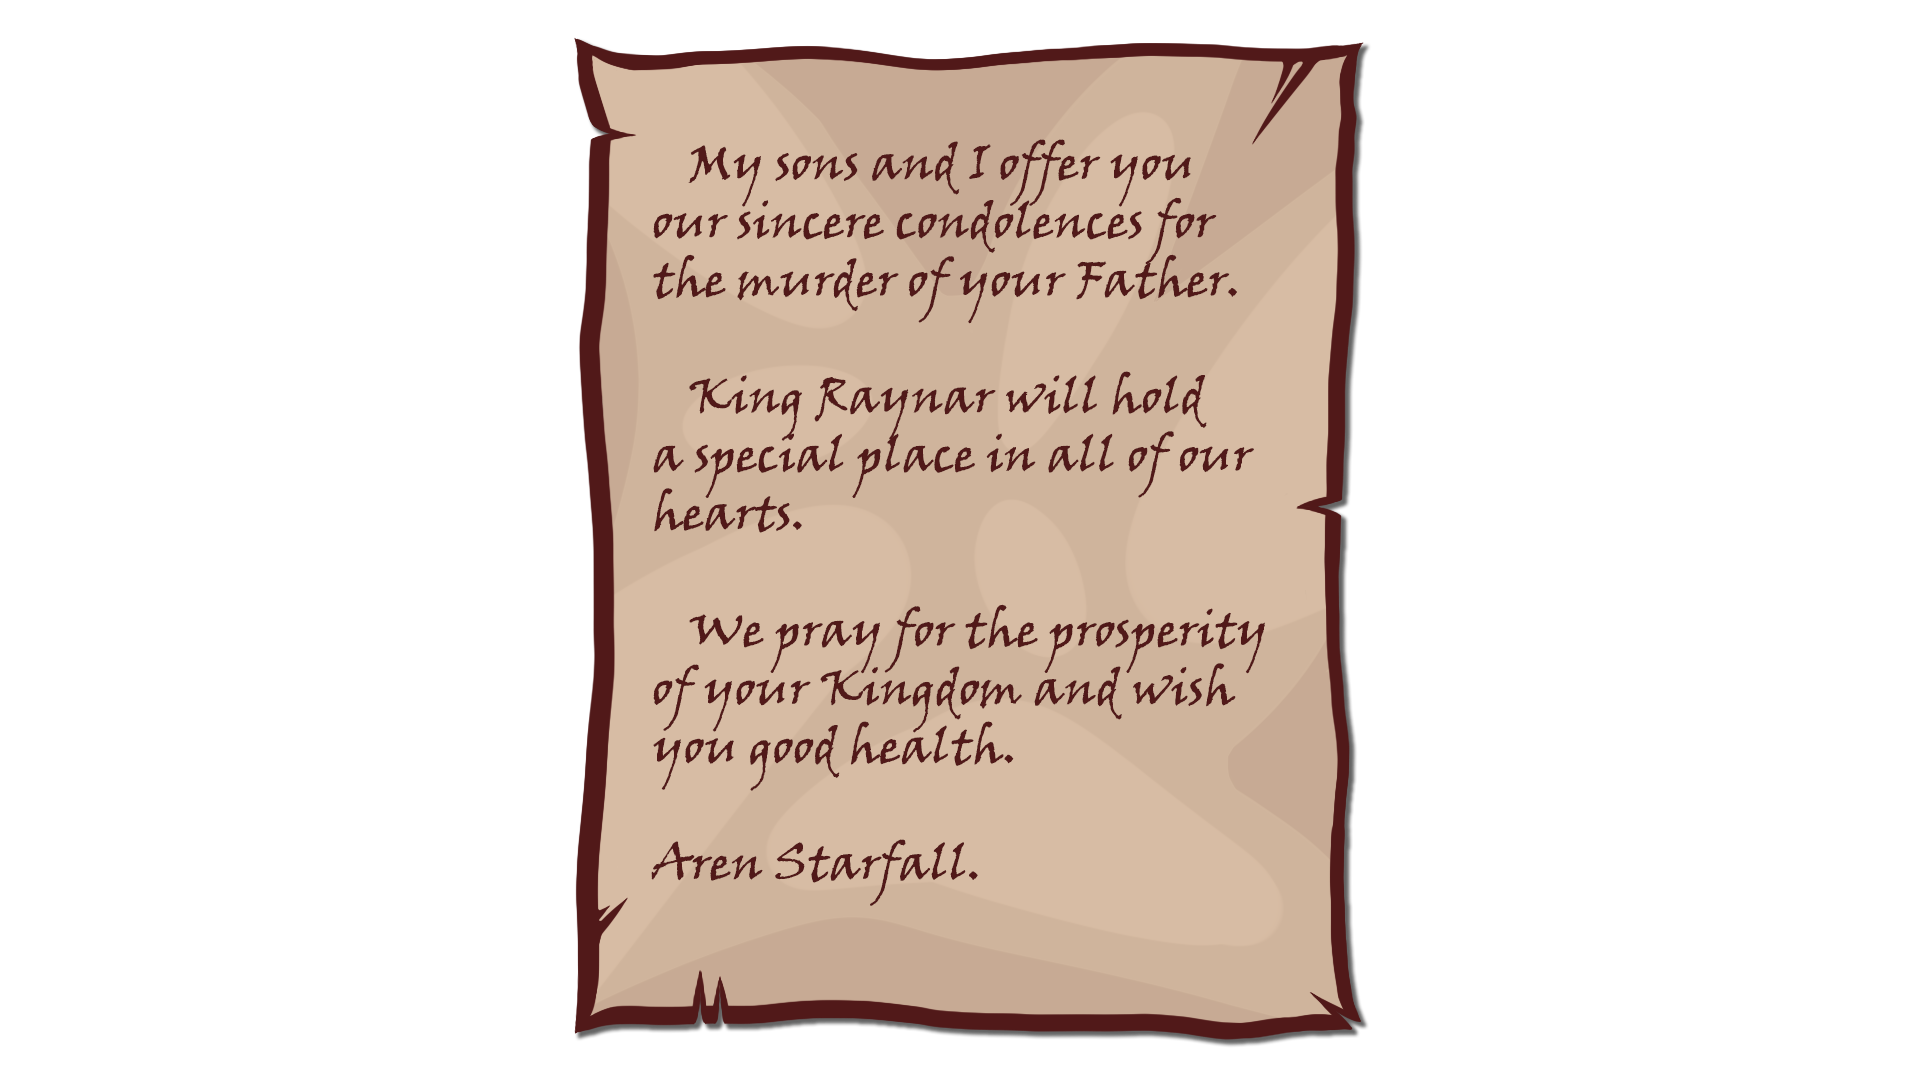 My sons and I offer you
our sincere condolences for
the murder of your Father.
King Raynar will hold
a special place in all of our
hearts.
We pray for the prosperity
of your Kingdom and wish
you good health.
Aren Starfall.